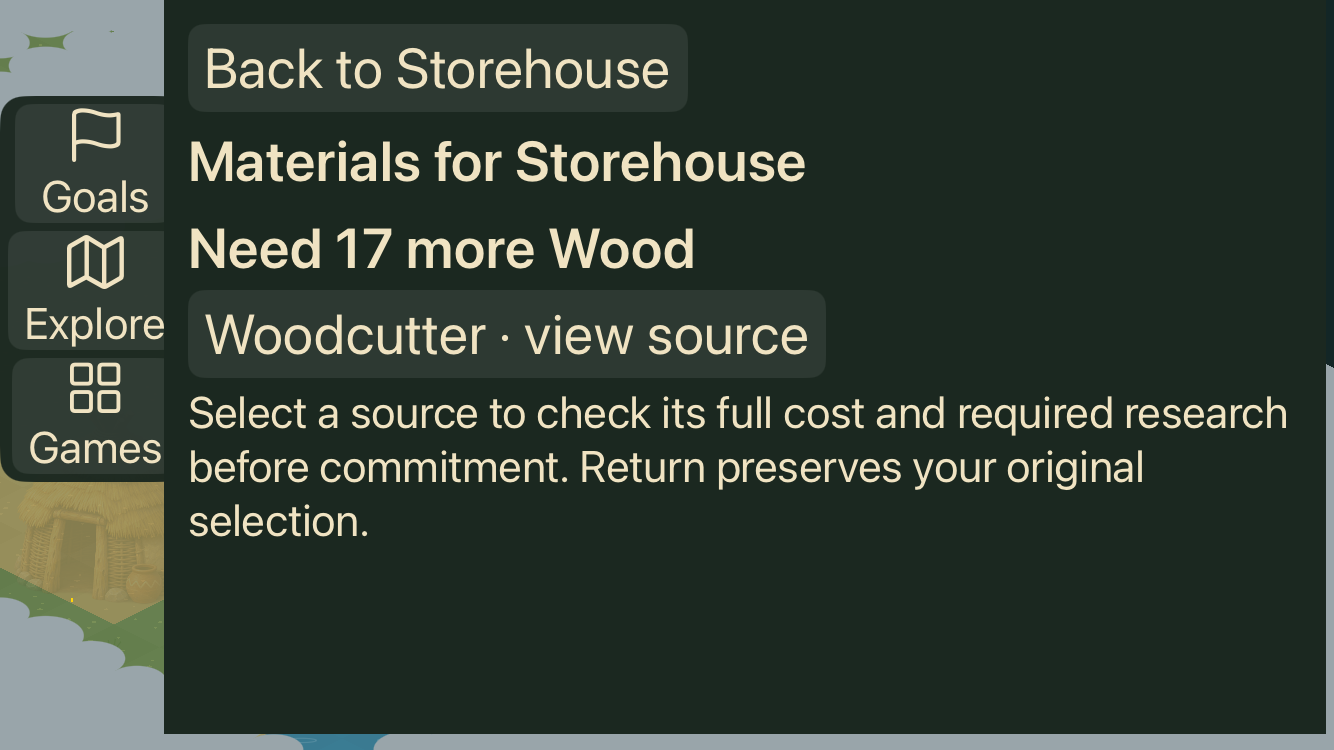 Back to Storehouse
Materials for Storehouse
Goals
Need 17 more Wood
Explore
Woodcutter · view source
Games
Select a source to check its full cost and required research
before commitment. Return preserves your original
selection.